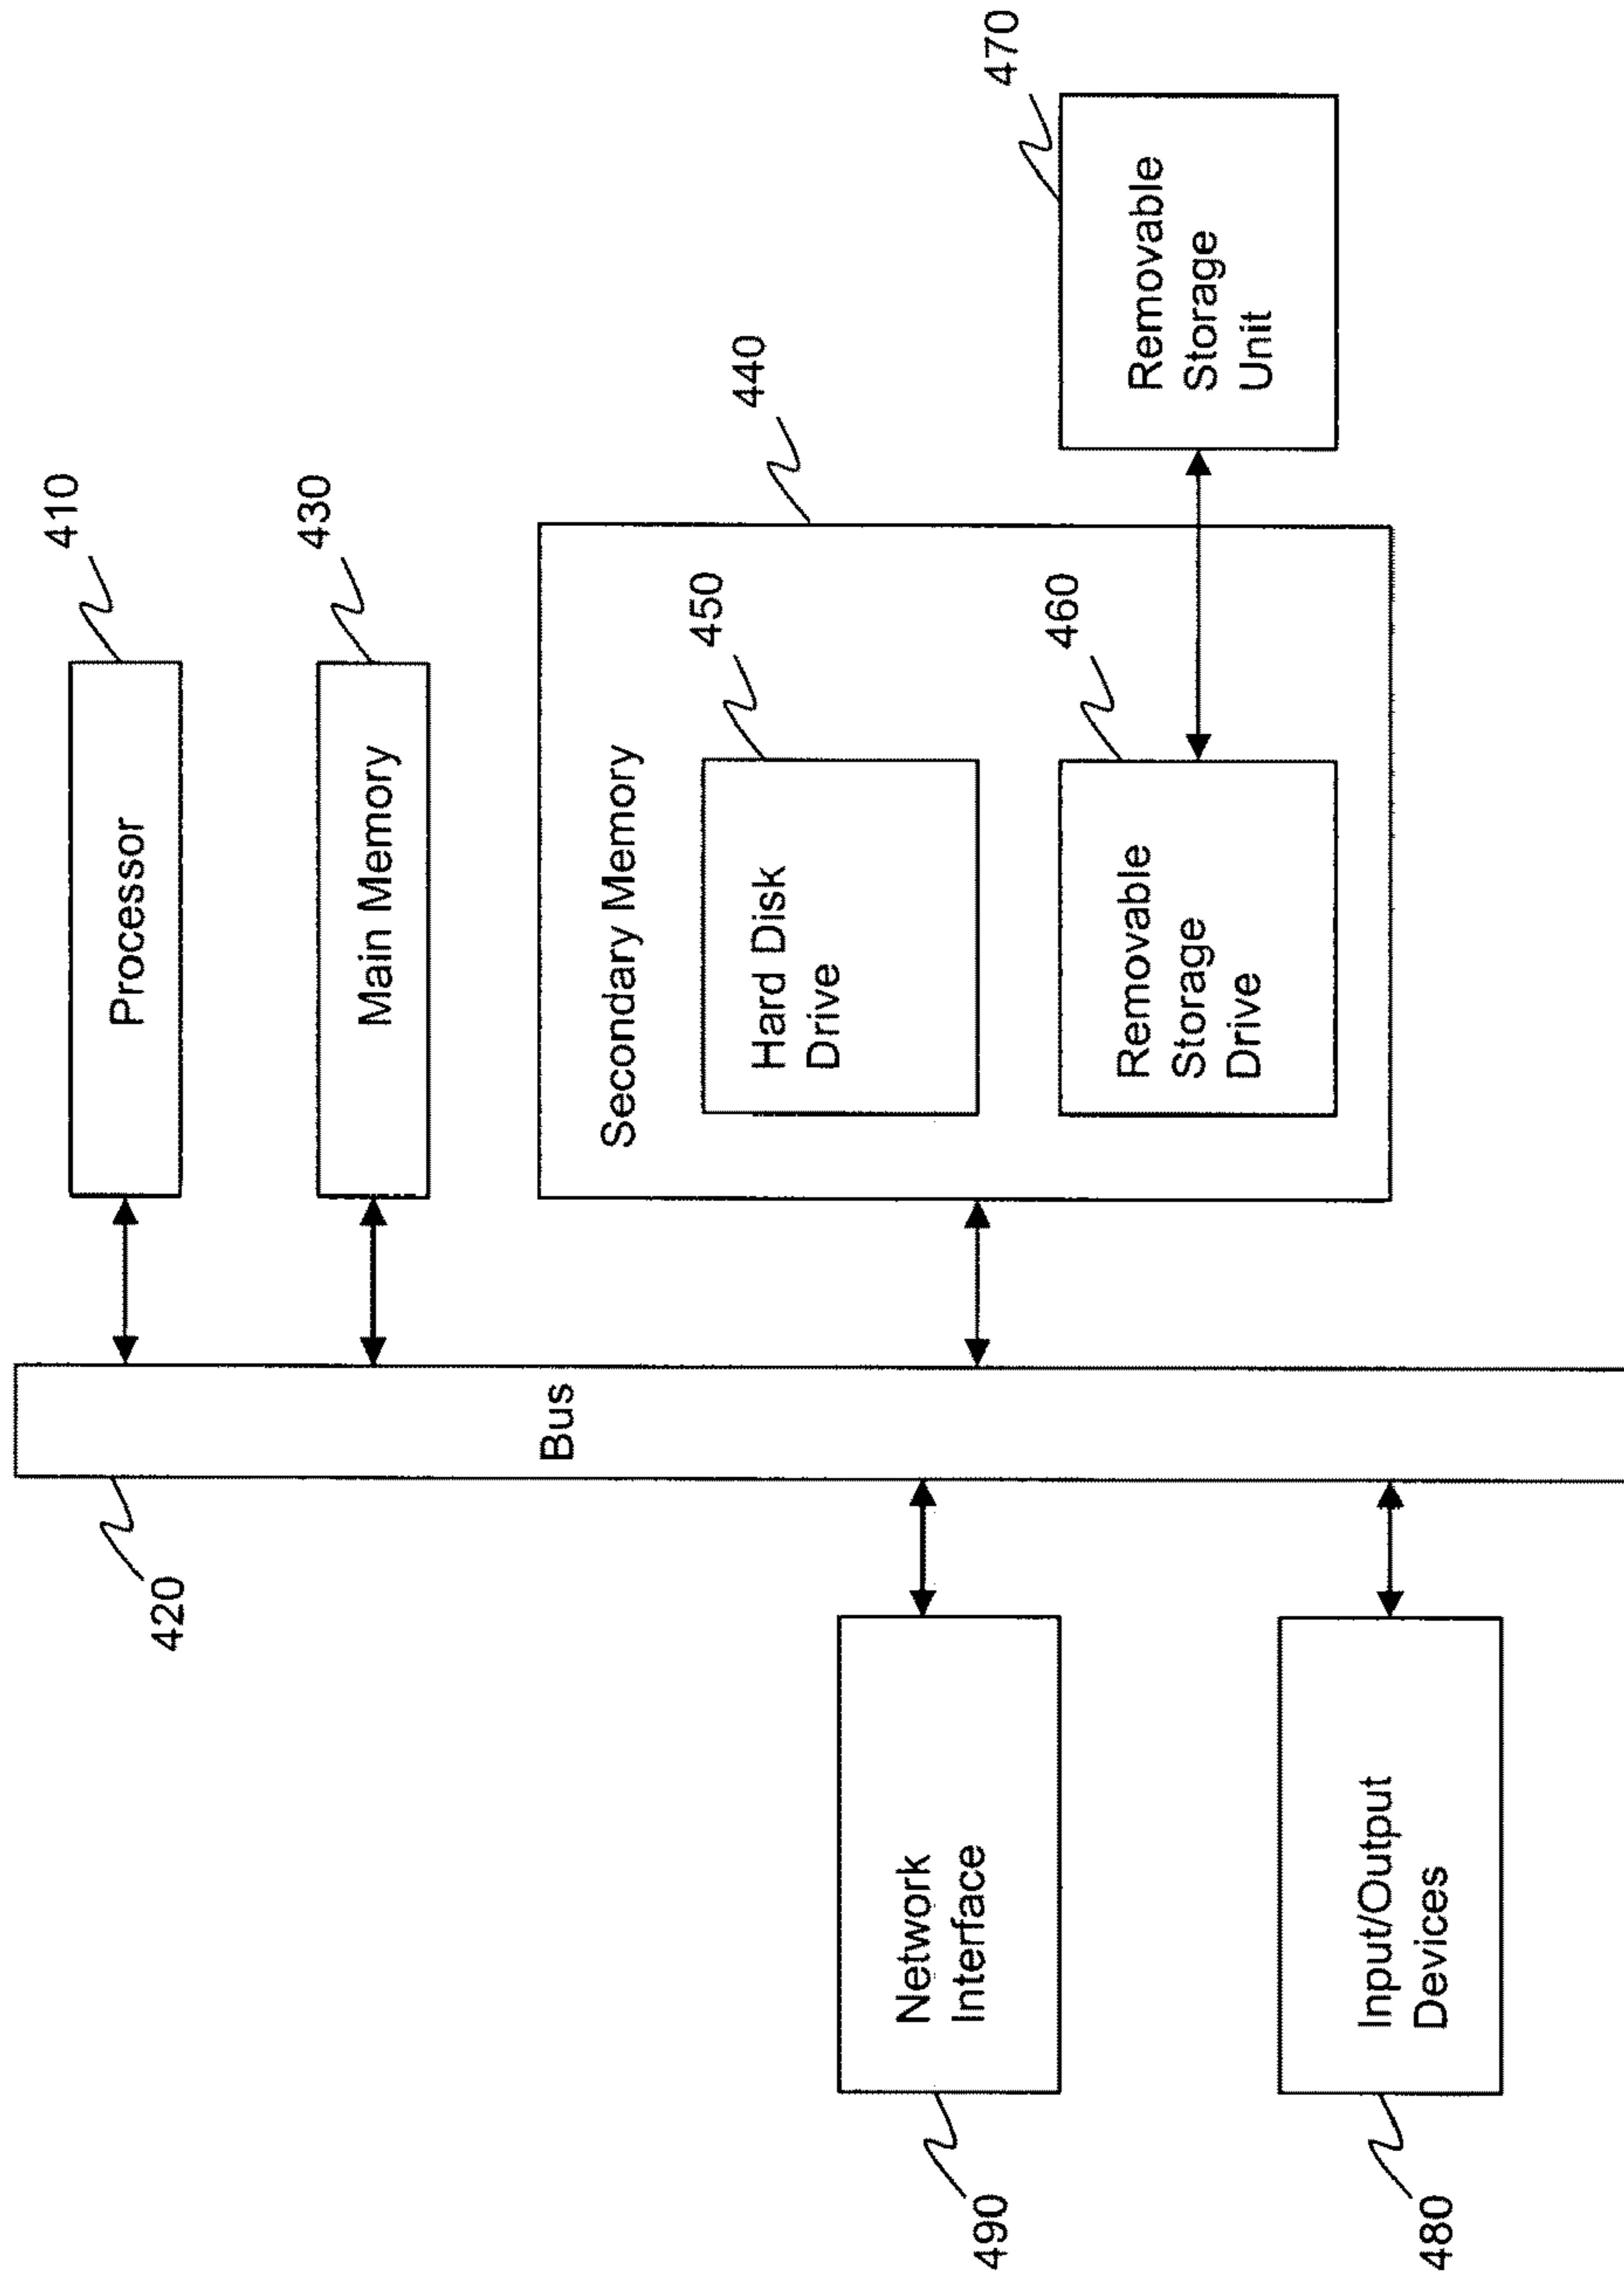 410
Processor
430
Main Memory
440
Secondary Memory
450
Hard Disk
Drive
460
Removable
Storage
Drive
470
Removable
Storage
Unit
420
Bus
490
Network
Interface
480
Input/Output
Devices